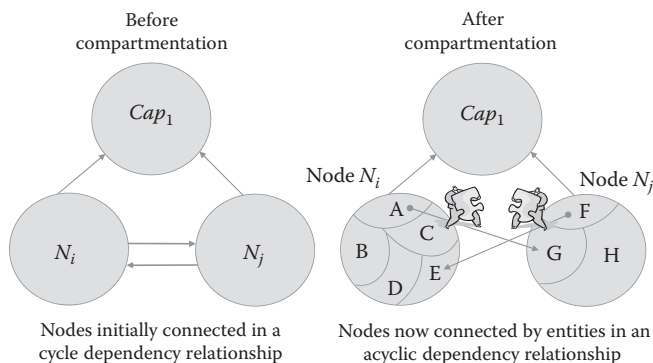 Before
compartmentation
Cap1
Ni
Nj
Nodes initially connected in a
cycle dependency relationship
After
compartmentation
Cap1
Node Ni
Node Nj
A
B
C
D
E
F
G
H
Nodes now connected by entities in an
acyclic dependency relationship